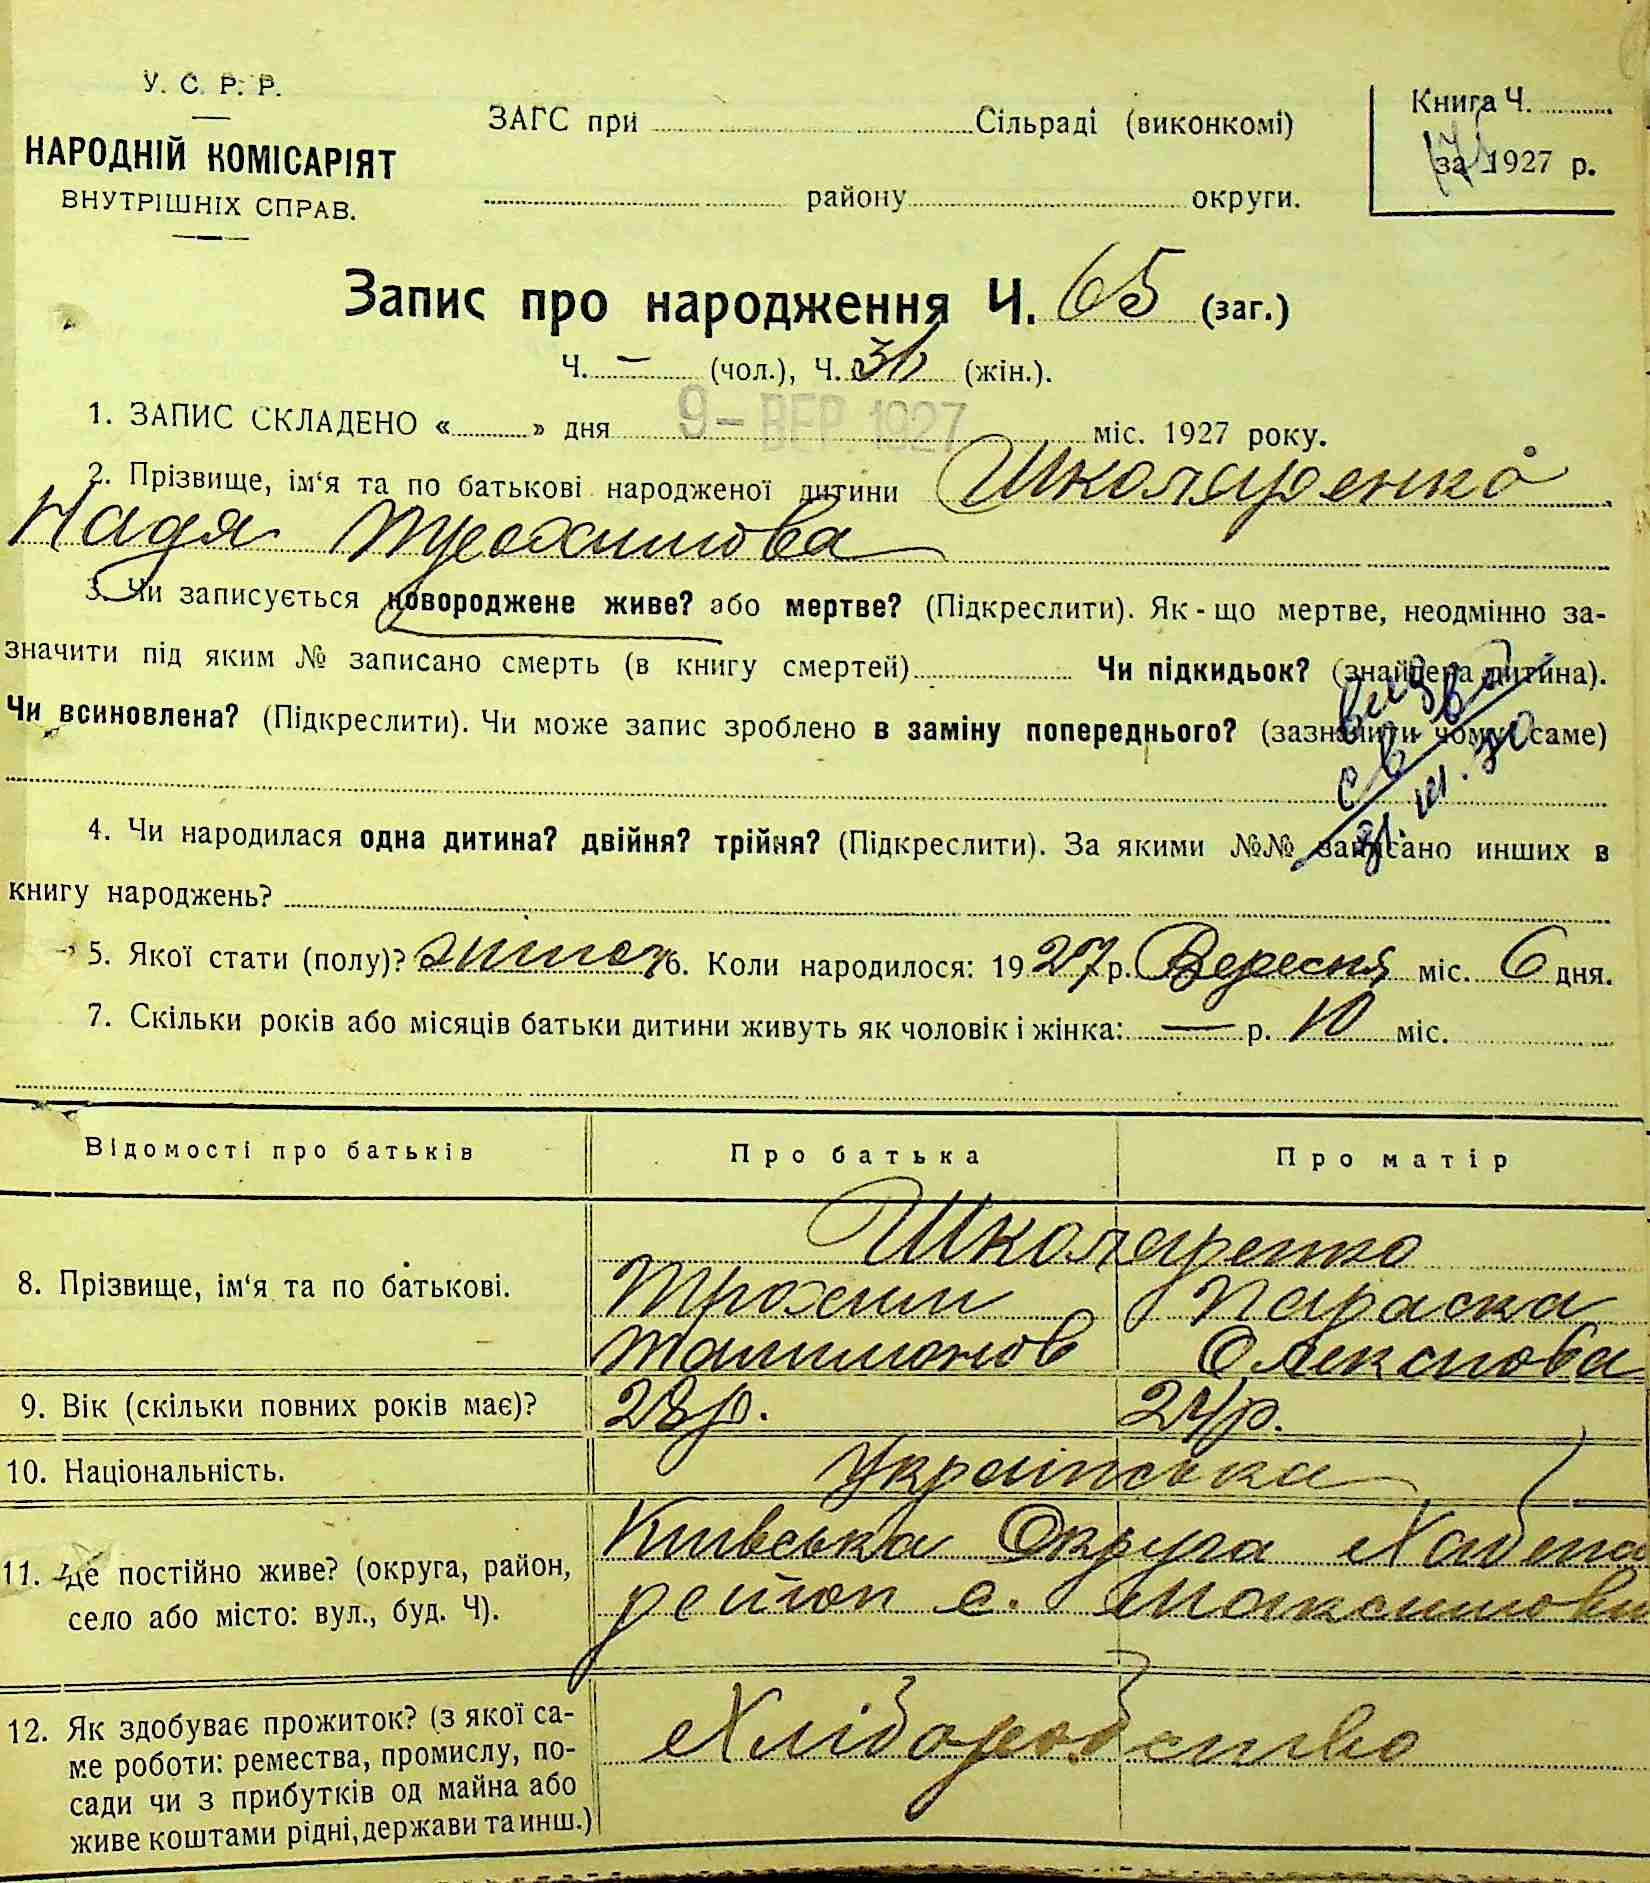 У. С. Р. Р.
НАРОДНІЙ КОМІСАРІЯТ
ВНУТРІШНІХ СПРАВ.
ЗАГС при Сільраді (виконкомі)
району округи.
Книга Ч.
за 1927 р.
Запис про народження Ч. 65 (заг.)
Ч. — (чол.), Ч. (жін.).
1. ЗАПИС СКЛАДЕНО « » дня 9 - ВЕР. 1927 міс. 1927 року.
2. Прізвище, ім‘я та по батькові народженої дитини Школяренко
Надя Трохимова
3. Чи записується новороджене живе? або мертве? (Підкреслити). Як - що мертве, неодмінно за-
значити під яким № записано смерть (в книгу смертей) Чи підкидьок? (знайдена дитина).
Чи всиновлена? (Підкреслити). Чи може запис зроблено в заміну попереднього? (зазначити чому саме)
4. Чи народилася одна дитина? двійня? трійня? (Підкреслити). За якими №№ записано инших в
книгу народжень?
5. Якої стати (полу)? 6. Коли народилося: 1927 р. Вересня міс. 6 дня.
7. Скільки років або місяців батьки дитини живуть як чоловік і жінка: — р. 10 міс.
Відомості про батьків Про батька Про матір
8. Прізвище, ім‘я та по батькові.
Школяренко
Трохим Параска
Олексієва
9. Вік (скільки повних років має)? 28 р. 24 р.
10. Національність. Українська
11. Де постійно живе? (округа, район,
село або місто: вул., буд. Ч).
Київська Округа Хабенс
район с. Максимови
12. Як здобуває прожиток? (з якої са-
ме роботи: ремества, промислу, по-
сади чи з прибутків од майна або
живе коштами рідні, держави та инш.)
Хліборобство